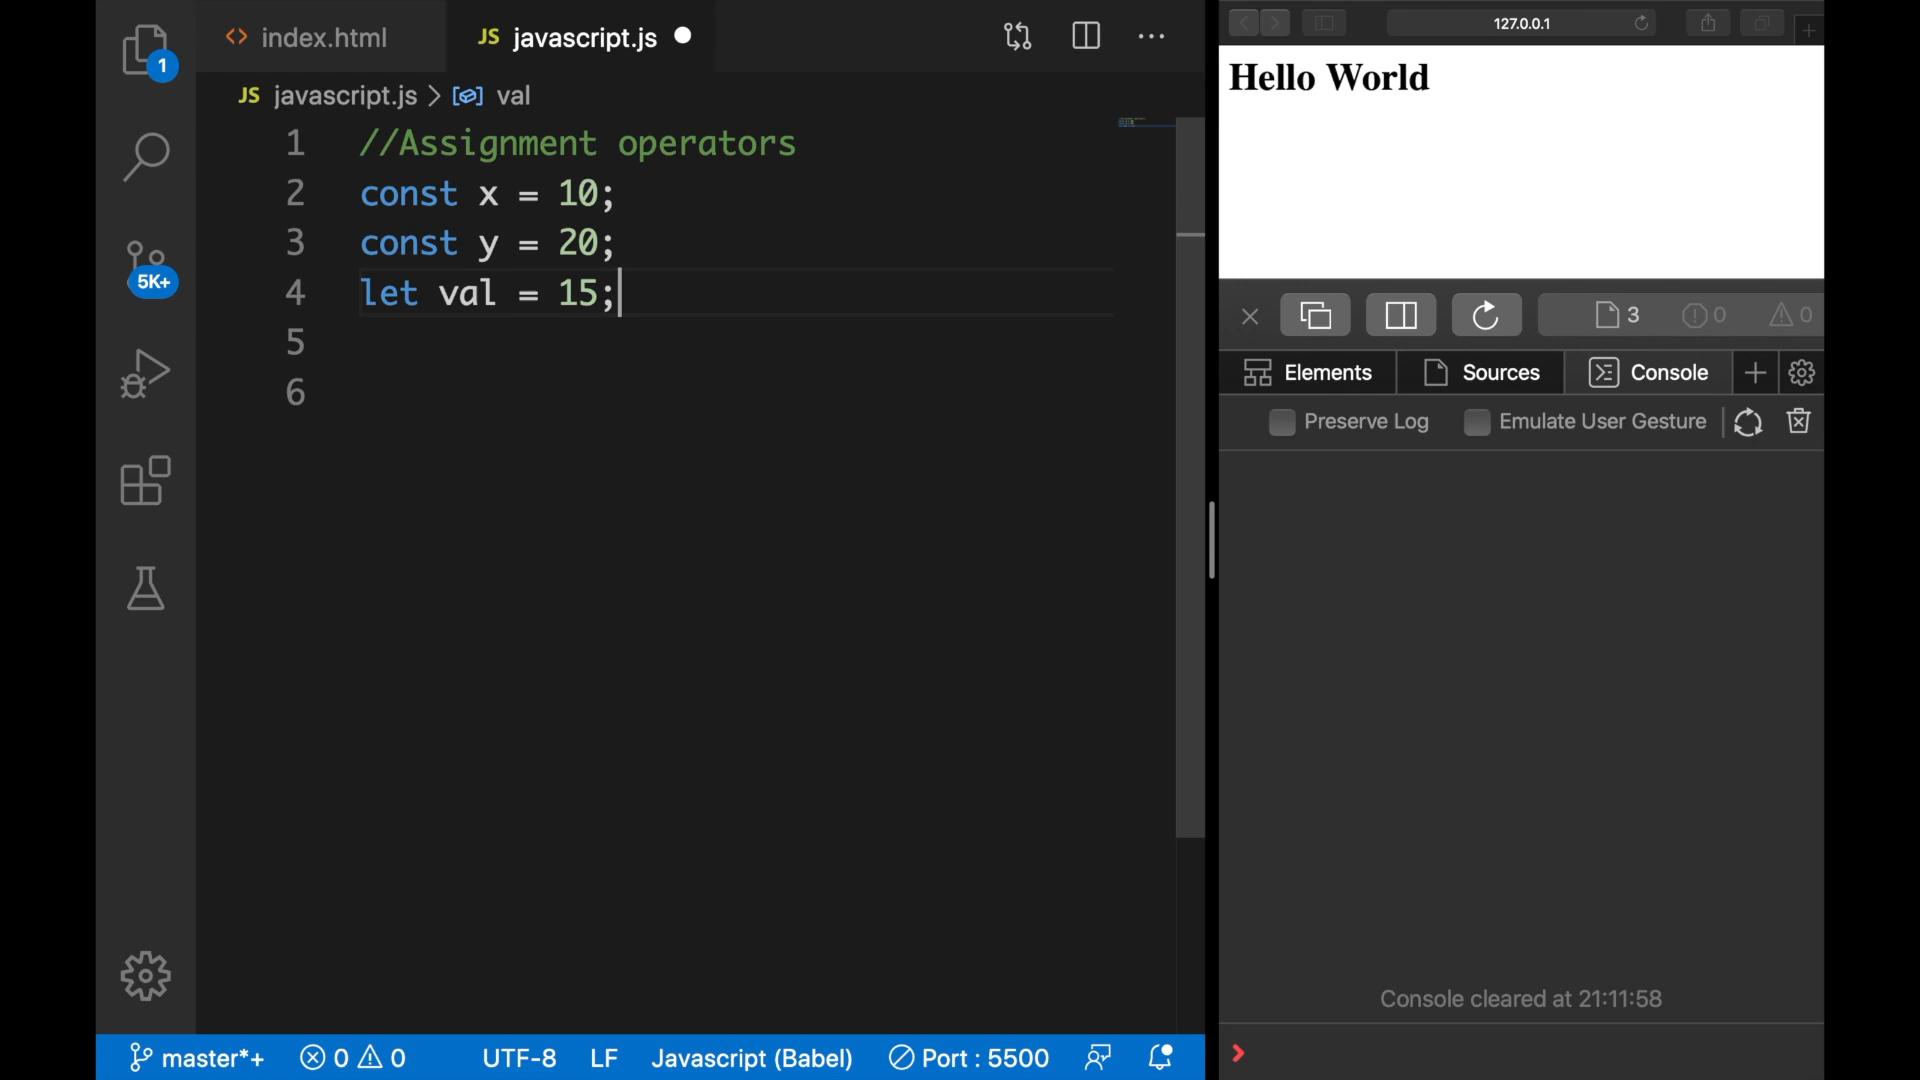 index.html
JS javascript.js
JS javascript.js > val
1 //Assignment operators
2 const x = 10;
3 const y = 20;
4 let val = 15;
5
6
1
5K+
master*+ 0 0 UTF-8 LF Javascript (Babel) Port : 5500
127.0.0.1
Hello World
3 0 0
Elements Sources Console
Preserve Log Emulate User Gesture
Console cleared at 21:11:58